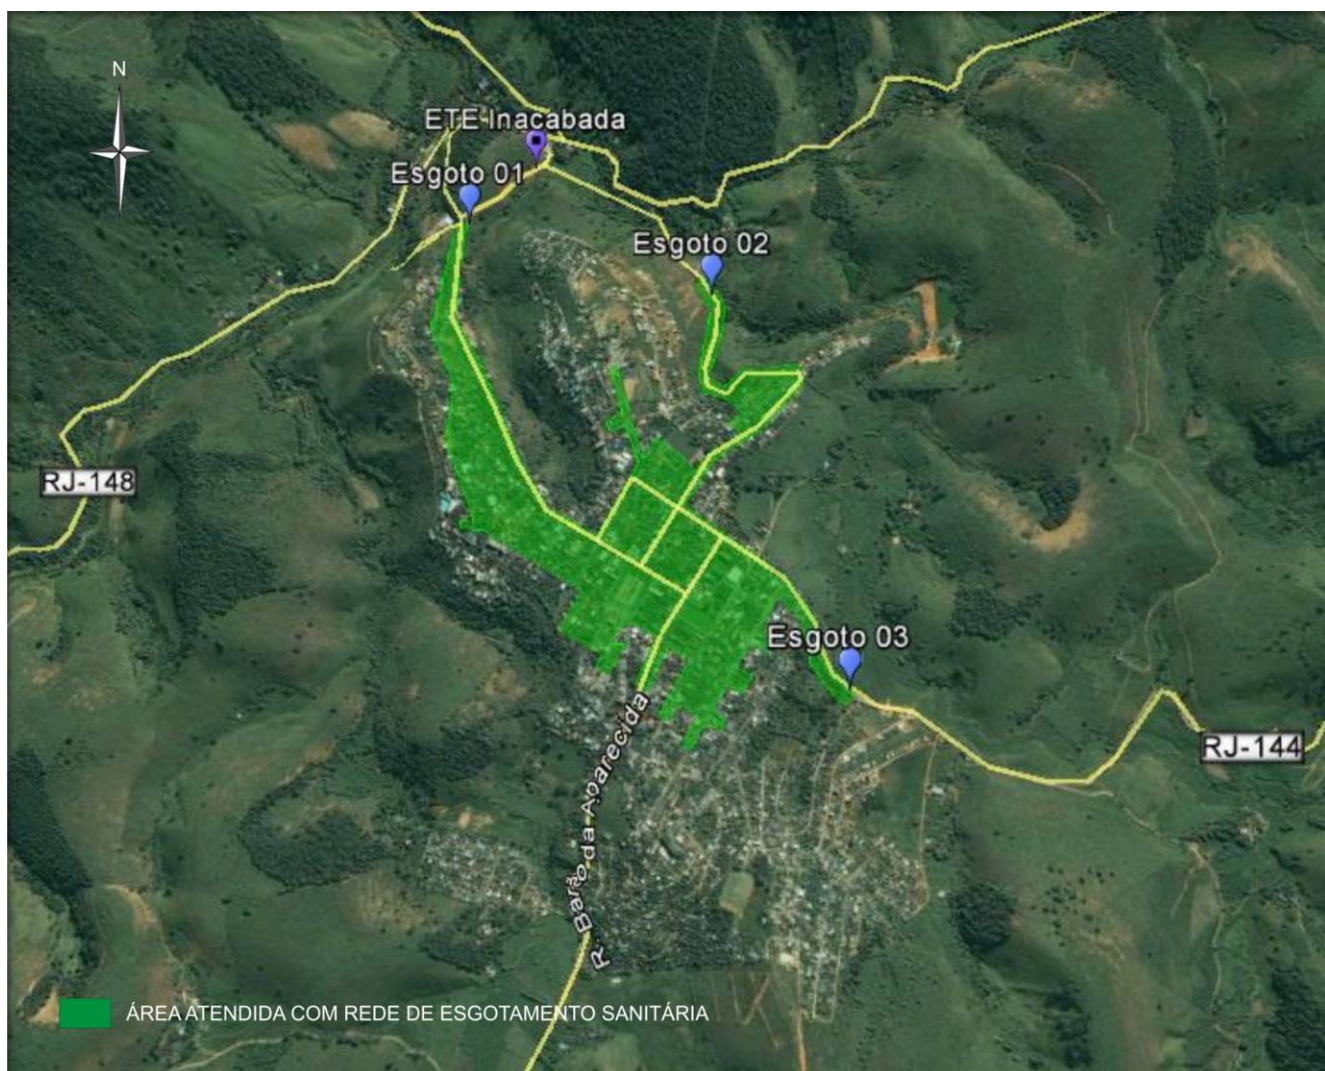 N
ETE Inacabada
Esgoto 01
Esgoto 02
RJ-148
Esgoto 03
RJ-144
R. Barão da Aparecida
ÁREA ATENDIDA COM REDE DE ESGOTAMENTO SANITÁRIA